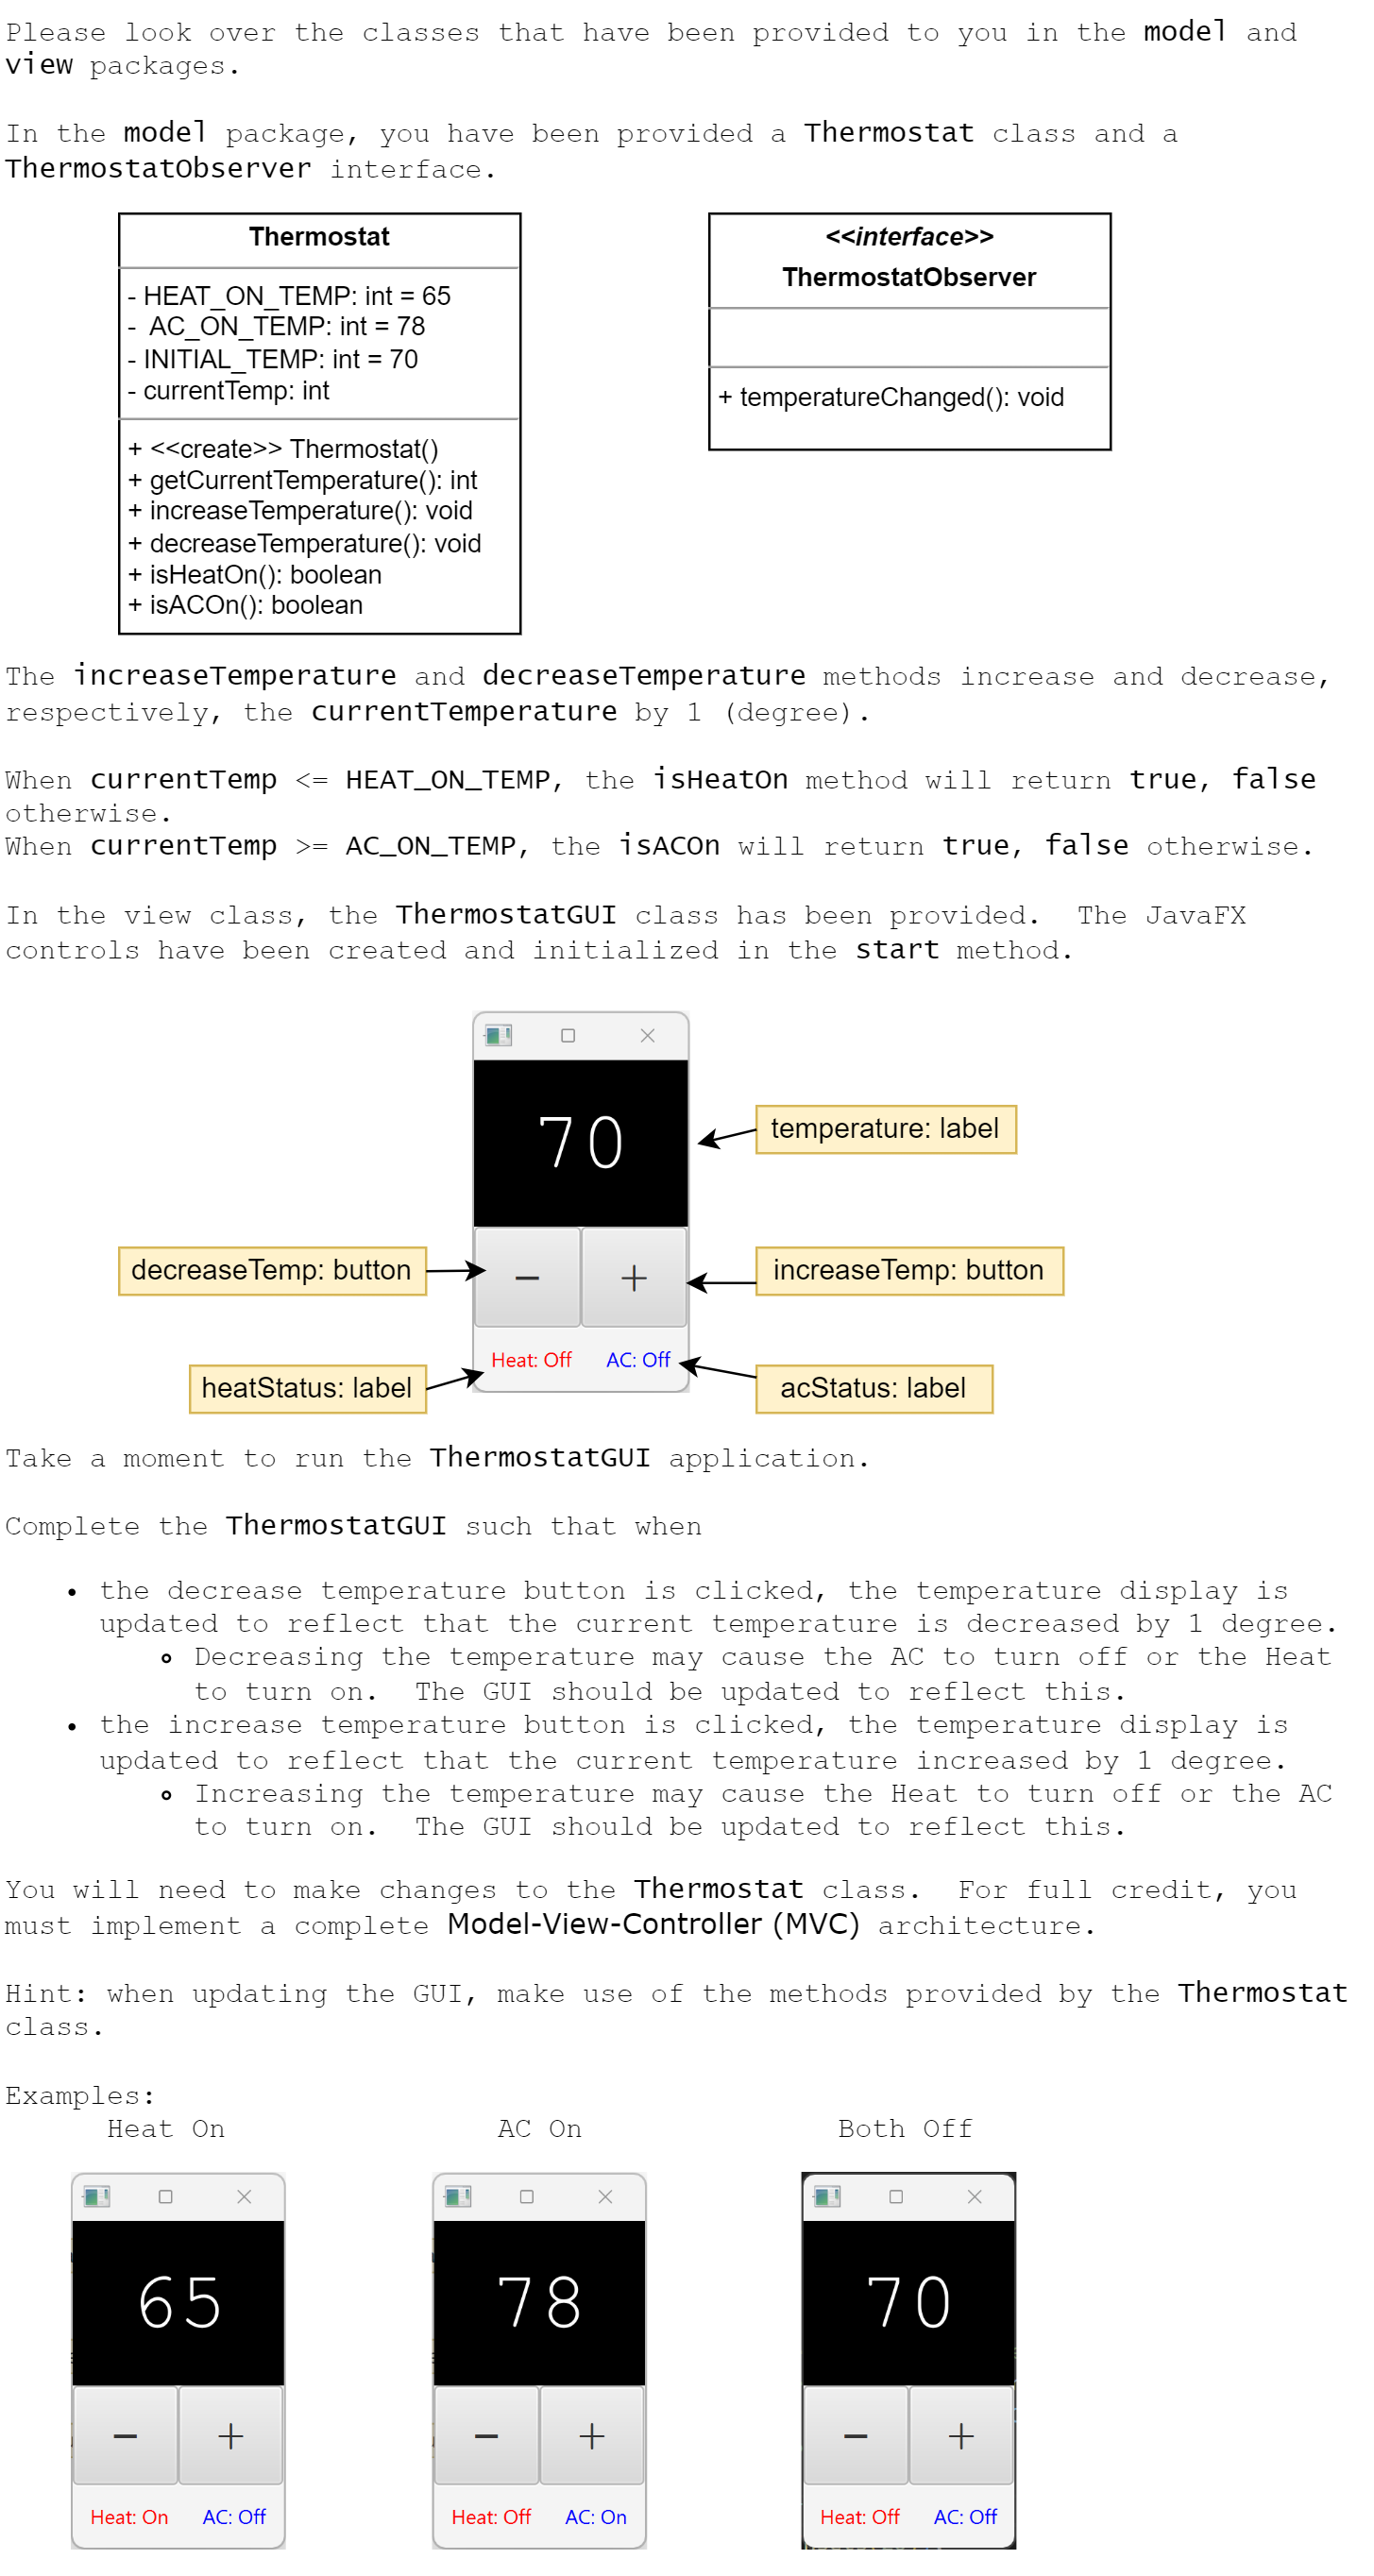 Please look over the classes that have been provided to you in the model and
view packages.
In the model package, you have been provided a Thermostat class and a
ThermostatObserver interface.
Thermostat
- HEAT_ON_TEMP: int = 65
- AC_ON_TEMP: int = 78
- INITIAL_TEMP: int = 70
- currentTemp: int
+ <<create>> Thermostat()
+ getCurrentTemperature(): int
+ increaseTemperature(): void
+ decreaseTemperature(): void
+ isHeatOn(): boolean
+ isACOn(): boolean
<<interface>>
ThermostatObserver
+ temperatureChanged(): void
The increaseTemperature and decreaseTemperature methods increase and decrease,
respectively, the currentTemperature by 1 (degree).
When currentTemp <= HEAT_ON_TEMP, the isHeatOn method will return true, false
otherwise.
When currentTemp >= AC_ON_TEMP, the isACOn will return true, false otherwise.
In the view class, the ThermostatGUI class has been provided. The JavaFX
controls have been created and initialized in the start method.
70
temperature: label
decreaseTemp: button
- +
increaseTemp: button
heatStatus: label
Heat: Off AC: Off
acStatus: label
Take a moment to run the ThermostatGUI application.
Complete the ThermostatGUI such that when
• the decrease temperature button is clicked, the temperature display is
updated to reflect that the current temperature is decreased by 1 degree.
o Decreasing the temperature may cause the AC to turn off or the Heat
to turn on. The GUI should be updated to reflect this.
• the increase temperature button is clicked, the temperature display is
updated to reflect that the current temperature increased by 1 degree.
o Increasing the temperature may cause the Heat to turn off or the AC
to turn on. The GUI should be updated to reflect this.
You will need to make changes to the Thermostat class. For full credit, you
must implement a complete Model-View-Controller (MVC) architecture.
Hint: when updating the GUI, make use of the methods provided by the Thermostat
class.
Examples:
Heat On AC On Both Off
65 78 70
- + - + - +
Heat: On AC: Off Heat: Off AC: On Heat: Off AC: Off